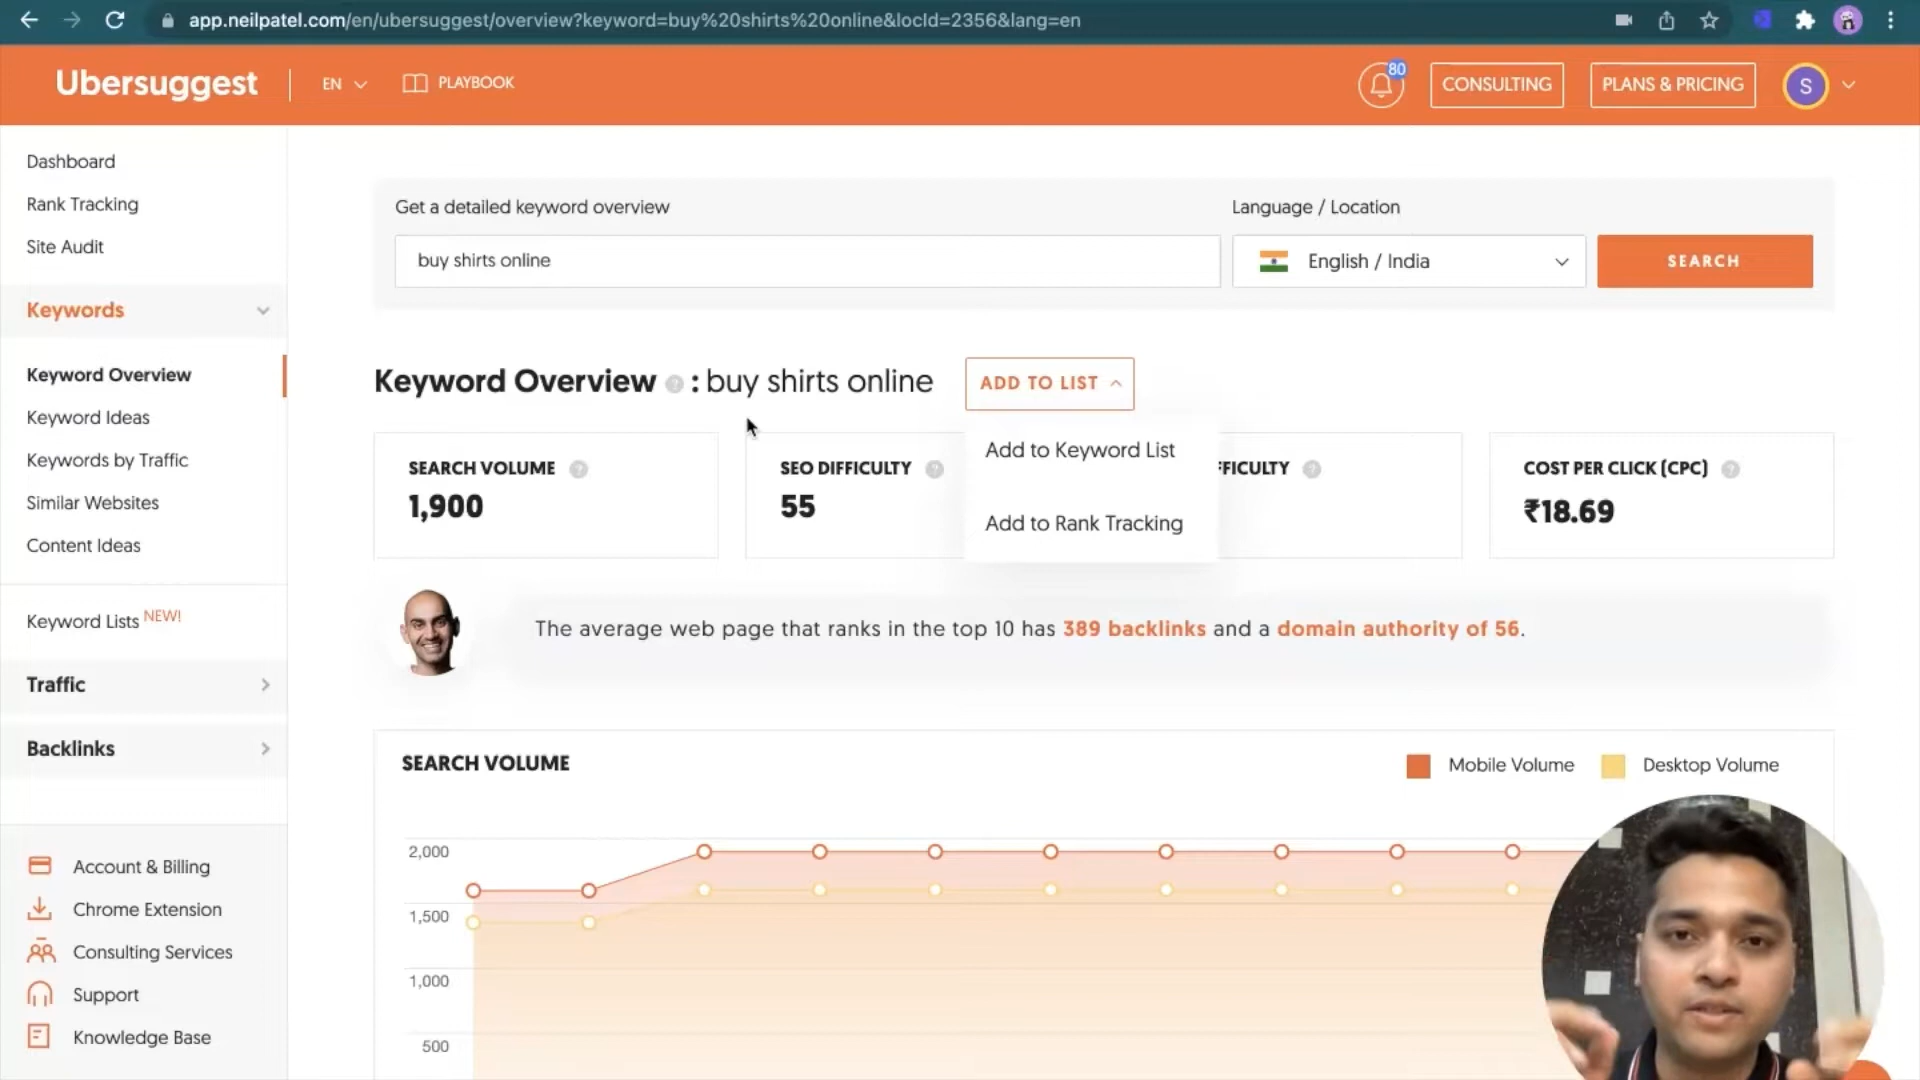 app.neilpatel.com/en/ubersuggest/overview?keyword=buy%20shirts%20online&locId=2356&lang=en
Ubersuggest
EN
PLAYBOOK
80
CONSULTING
PLANS & PRICING
S
Dashboard
Rank Tracking
Site Audit
Keywords
Keyword Overview
Keyword Ideas
Keywords by Traffic
Similar Websites
Content Ideas
Keyword Lists NEW!
Traffic
Backlinks
Account & Billing
Chrome Extension
Consulting Services
Support
Knowledge Base
Get a detailed keyword overview
Language / Location
buy shirts online
English / India
SEARCH
Keyword Overview ? : buy shirts online
ADD TO LIST
Add to Keyword List
Add to Rank Tracking
SEARCH VOLUME ?
1,900
SEO DIFFICULTY ?
55
FFICULTY ?
COST PER CLICK (CPC) ?
₹18.69
The average web page that ranks in the top 10 has 389 backlinks and a domain authority of 56.
SEARCH VOLUME
Mobile Volume
Desktop Volume
2,000
1,500
1,000
500